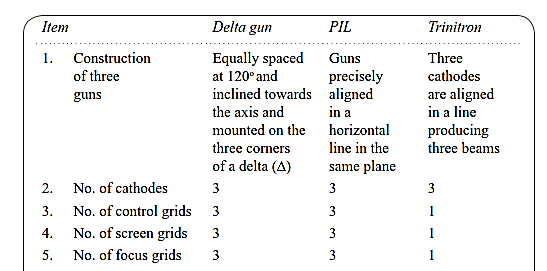 Item Delta gun PIL Trinitron
1. Construction Equally spaced Guns Three
of three at 120° and precisely cathodes
guns inclined towards aligned are aligned
the axis and in a in a line
mounted on the horizontal producing
three corners line in the three beams
of a delta (Δ) same plane
2. No. of cathodes 3 3 3
3. No. of control grids 3 3 1
4. No. of screen grids 3 3 1
5. No. of focus grids 3 3 1